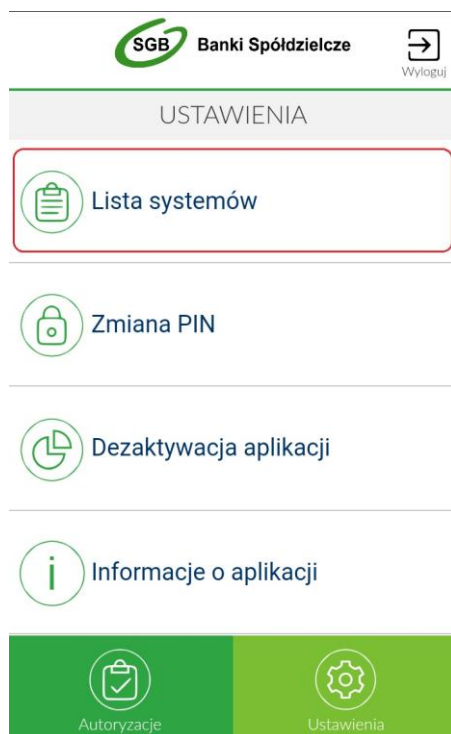 SGB Banki Spółdzielcze
Wyloguj
USTAWIENIA
Lista systemów
Zmiana PIN
Dezaktywacja aplikacji
i Informacje o aplikacji
Autoryzacje Ustawienia